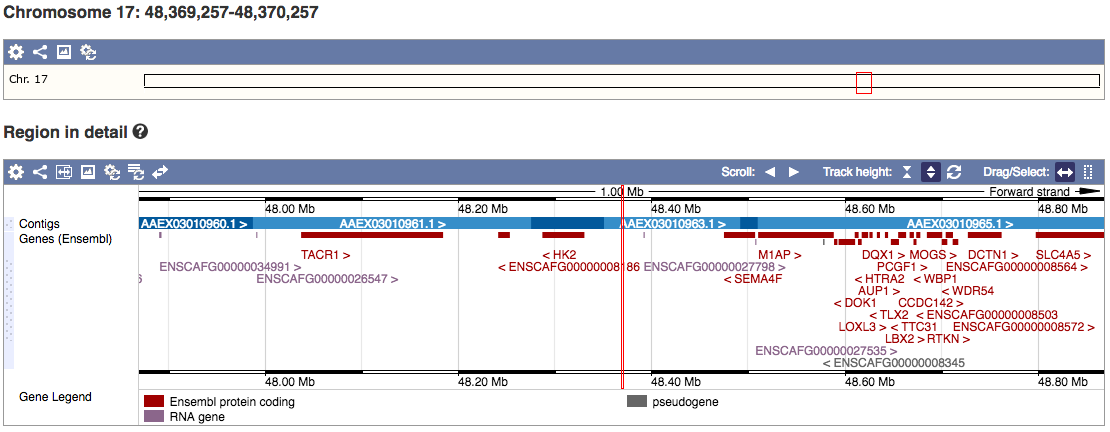 Chromosome 17: 48,369,257-48,370,257
Chr. 17
Region in detail ?
Scroll: Track height: Drag/Select:
1.00 Mb Forward strand
48.00 Mb 48.20 Mb 48.40 Mb 48.60 Mb 48.80 Mb
Contigs AAEX03010960.1 > AAEX03010961.1 > AAEX03010963.1 > AAEX03010965.1 >
Genes (Ensembl)
TACR1 > < HK2 M1AP > DQX1 > MOGS > DCTN1 > SLC4A5 >
ENSCAFG00000034991 > < ENSCAFG00000008186 ENSCAFG00000027798 > PCGF1 > ENSCAFG00000008564 >
6 ENSCAFG00000026547 > < SEMA4F < HTRA2 < WBP1
AUP1 > < WDR54
< DOK1 CCDC142 >
< TLX2 < ENSCAFG00000008503
LOXL3 > < TTC31 ENSCAFG00000008572 >
LBX2 > RTKN >
ENSCAFG00000027535 >
< ENSCAFG00000008345
48.00 Mb 48.20 Mb 48.40 Mb 48.60 Mb 48.80 Mb
Gene Legend
Ensembl protein coding pseudogene
RNA gene